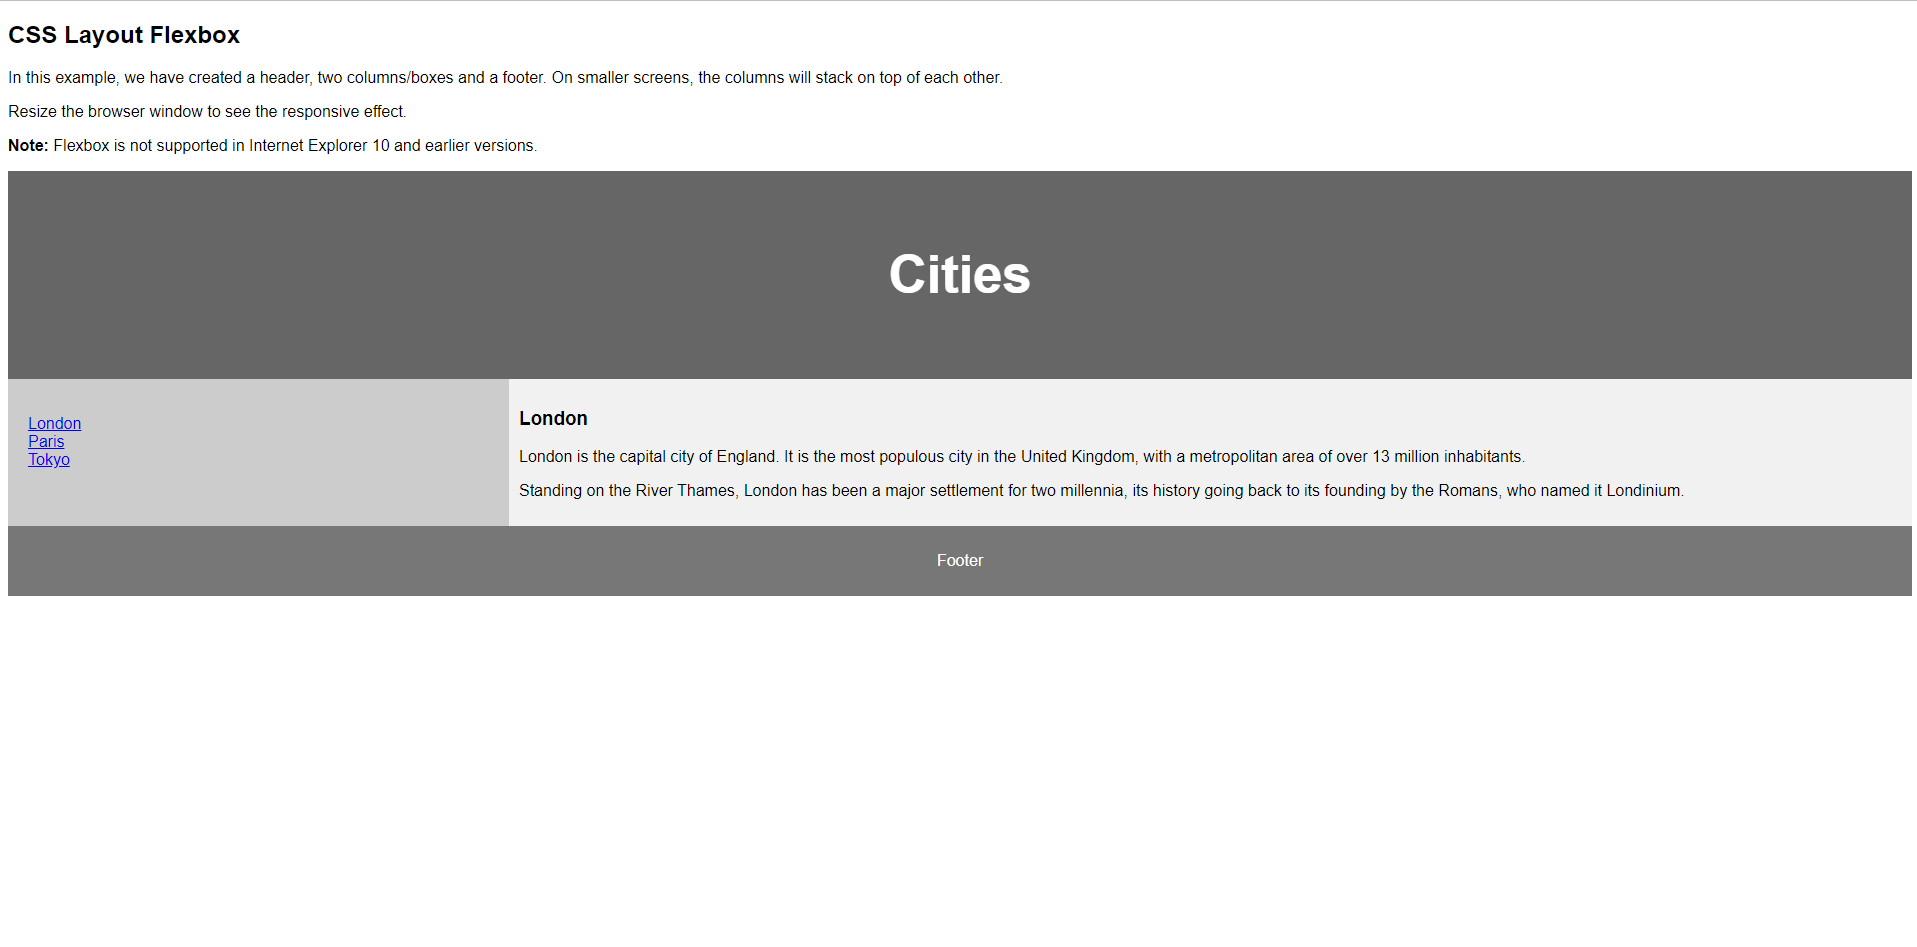 CSS Layout Flexbox
In this example, we have created a header, two columns/boxes and a footer. On smaller screens, the columns will stack on top of each other.
Resize the browser window to see the responsive effect.
Note: Flexbox is not supported in Internet Explorer 10 and earlier versions.
Cities
London
Paris
Tokyo
London
London is the capital city of England. It is the most populous city in the United Kingdom, with a metropolitan area of over 13 million inhabitants.
Standing on the River Thames, London has been a major settlement for two millennia, its history going back to its founding by the Romans, who named it Londinium.
Footer